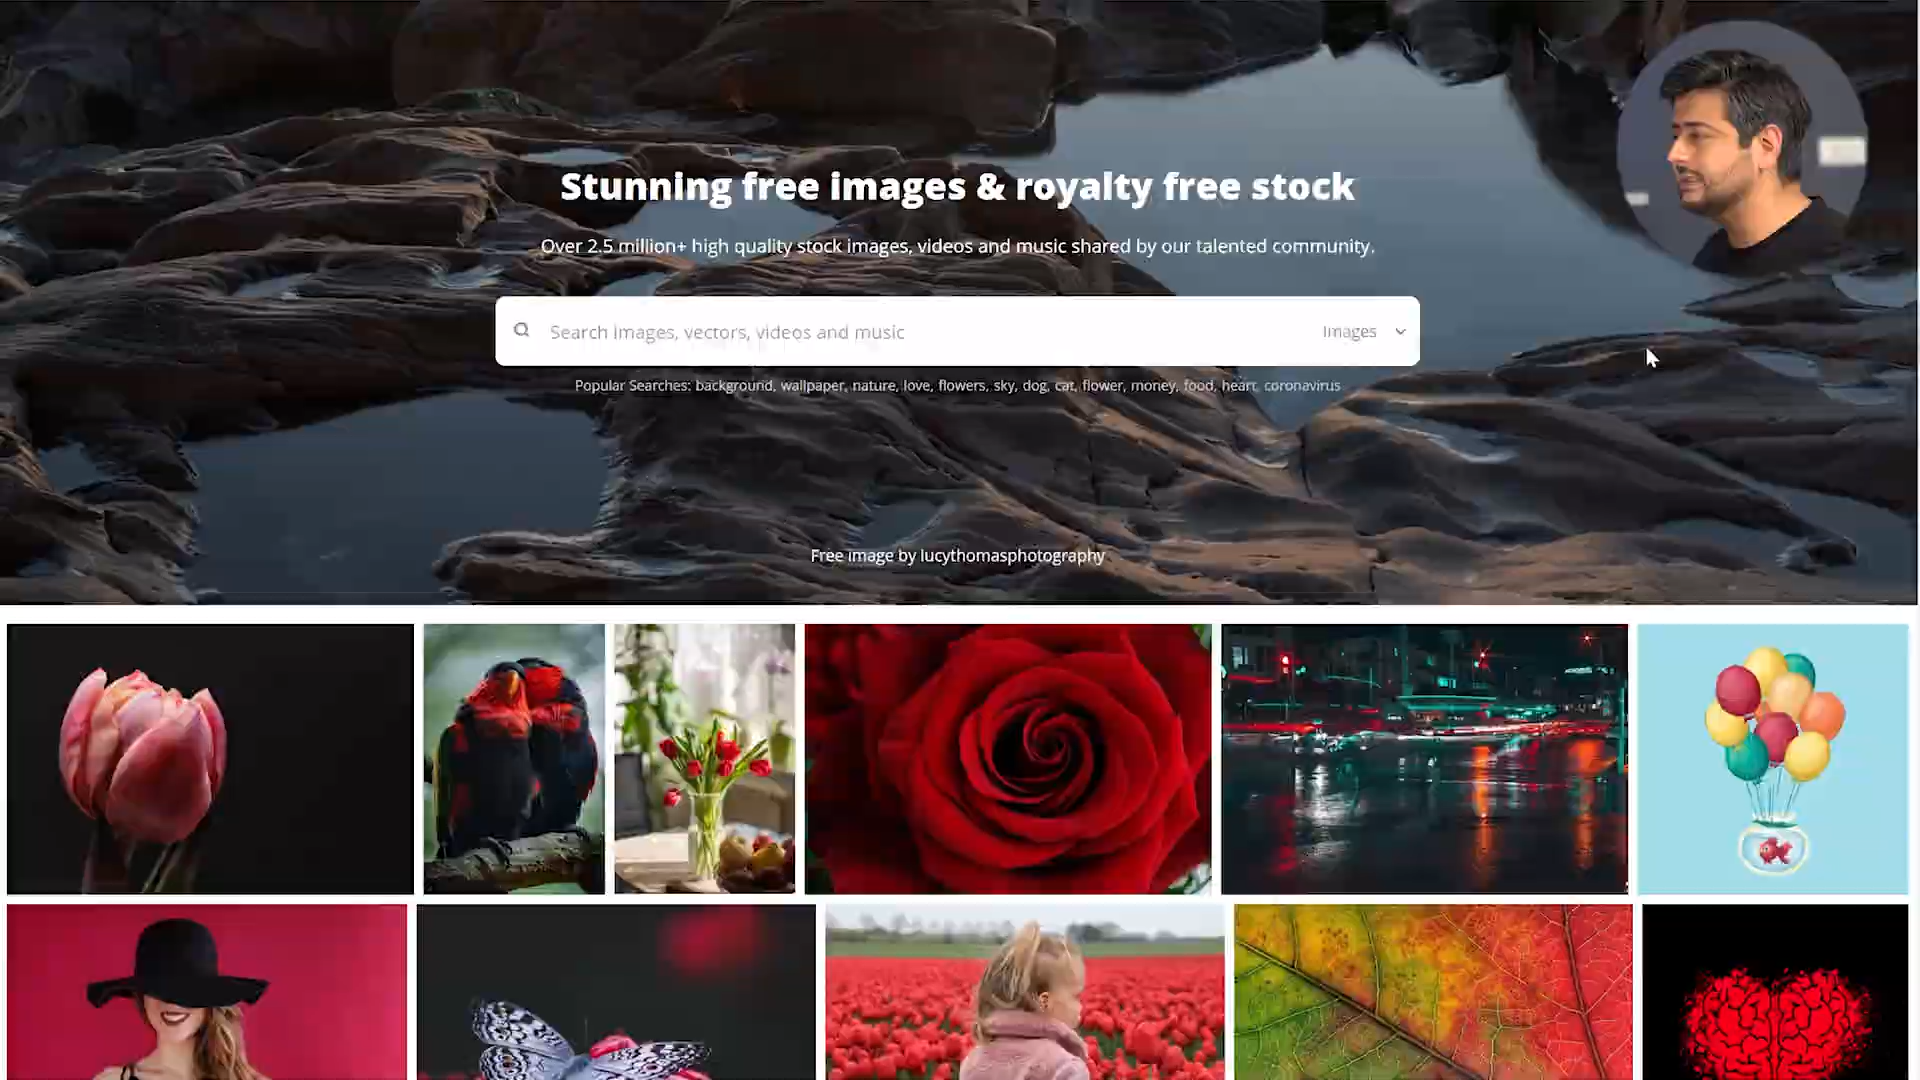 Stunning free images & royalty free stock
Over 2.5 million+ high quality stock images, videos and music shared by our talented community.
Search images, vectors, videos and music
Images
Popular Searches: background, wallpaper, nature, love, flowers, sky, dog, cat, flower, money, food, heart, coronavirus
Free image by lucythomasphotography